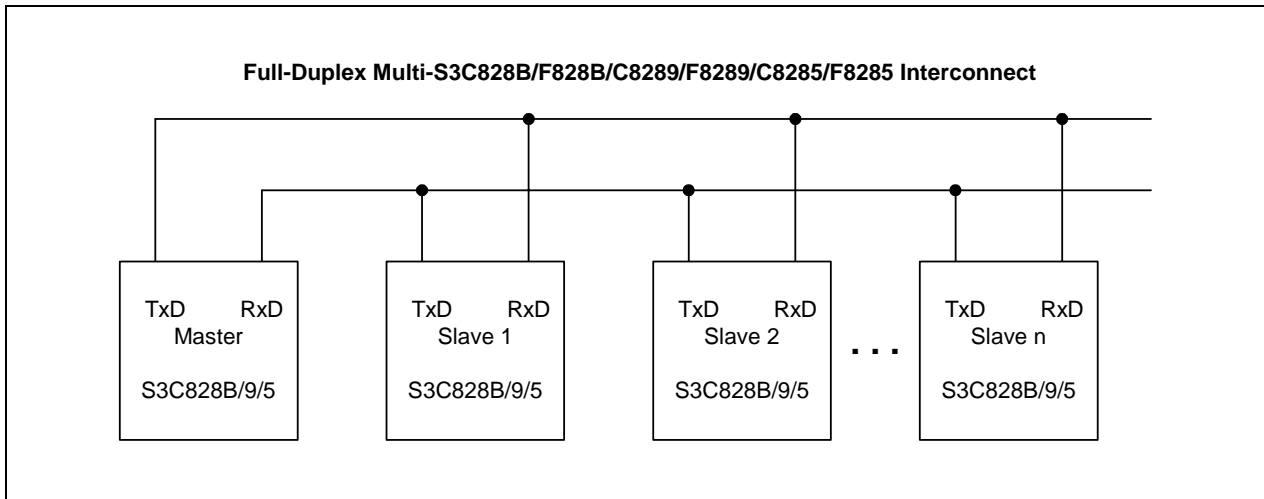 Full-Duplex Multi-S3C828B/F828B/C8289/F8289/C8285/F8285 Interconnect
TxD RxD
Master
S3C828B/9/5
TxD RxD
Slave 1
S3C828B/9/5
TxD RxD
Slave 2
S3C828B/9/5
. . .
TxD RxD
Slave n
S3C828B/9/5